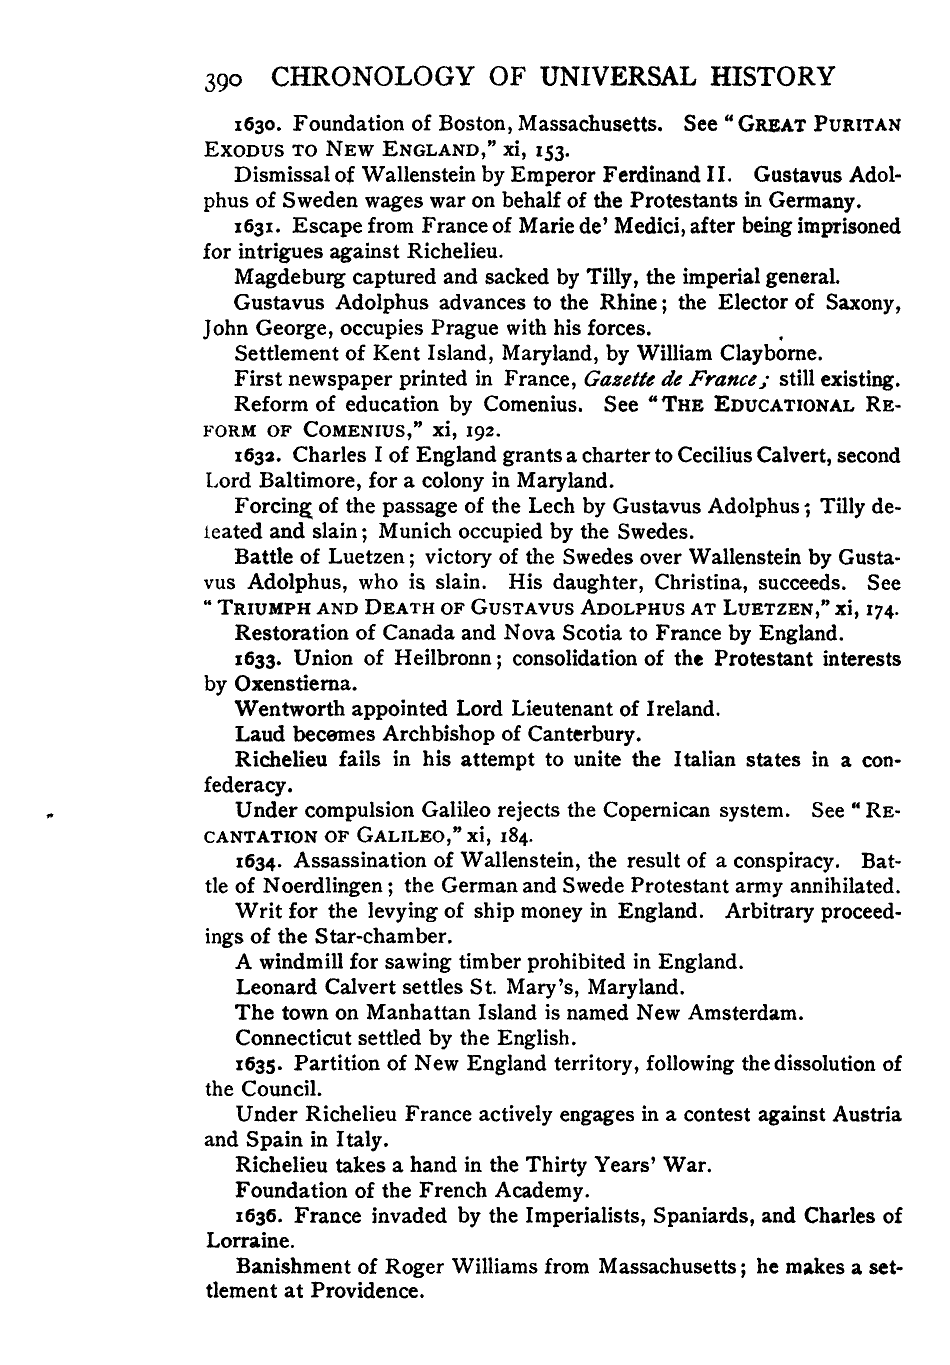 390 CHRONOLOGY OF UNIVERSAL HISTORY
1630. Foundation of Boston, Massachusetts. See "GREAT PURITAN
EXODUS TO NEW ENGLAND," xi, 153.
Dismissal of Wallenstein by Emperor Ferdinand II. Gustavus Adol-
phus of Sweden wages war on behalf of the Protestants in Germany.
1631. Escape from France of Marie de' Medici, after being imprisoned
for intrigues against Richelieu.
Magdeburg captured and sacked by Tilly, the imperial general.
Gustavus Adolphus advances to the Rhine; the Elector of Saxony,
John George, occupies Prague with his forces.
Settlement of Kent Island, Maryland, by William Clayborne.
First newspaper printed in France, Gazette de France; still existing.
Reform of education by Comenius. See "THE EDUCATIONAL RE-
FORM OF COMENIUS," xi, 192.
1632. Charles I of England grants a charter to Cecilius Calvert, second
Lord Baltimore, for a colony in Maryland.
Forcing of the passage of the Lech by Gustavus Adolphus; Tilly de-
feated and slain; Munich occupied by the Swedes.
Battle of Luetzen; victory of the Swedes over Wallenstein by Gusta-
vus Adolphus, who is slain. His daughter, Christina, succeeds. See
"TRIUMPH AND DEATH OF GUSTAVUS ADOLPHUS AT LUETZEN," xi, 174.
Restoration of Canada and Nova Scotia to France by England.
1633. Union of Heilbronn; consolidation of the Protestant interests
by Oxenstierna.
Wentworth appointed Lord Lieutenant of Ireland.
Laud becomes Archbishop of Canterbury.
Richelieu fails in his attempt to unite the Italian states in a con-
federacy.
Under compulsion Galileo rejects the Copernican system. See "RE-
CANTATION OF GALILEO," xi, 184.
1634. Assassination of Wallenstein, the result of a conspiracy. Bat-
tle of Noerdlingen; the German and Swede Protestant army annihilated.
Writ for the levying of ship money in England. Arbitrary proceed-
ings of the Star-chamber.
A windmill for sawing timber prohibited in England.
Leonard Calvert settles St. Mary's, Maryland.
The town on Manhattan Island is named New Amsterdam.
Connecticut settled by the English.
1635. Partition of New England territory, following the dissolution of
the Council.
Under Richelieu France actively engages in a contest against Austria
and Spain in Italy.
Richelieu takes a hand in the Thirty Years' War.
Foundation of the French Academy.
1636. France invaded by the Imperialists, Spaniards, and Charles of
Lorraine.
Banishment of Roger Williams from Massachusetts; he makes a set-
tlement at Providence.